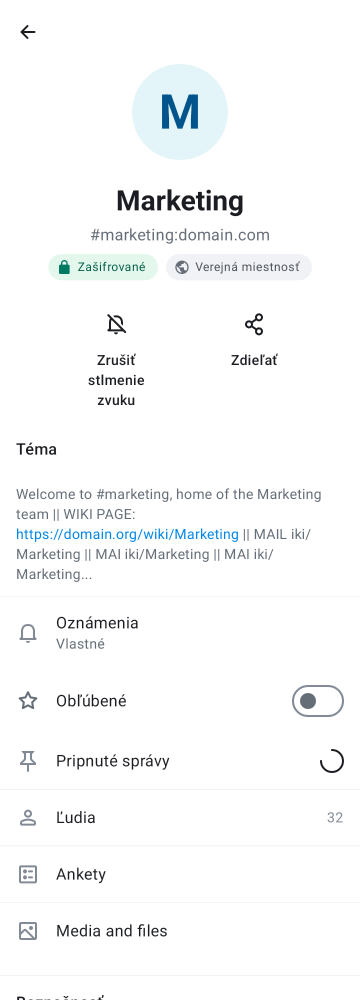 M
Marketing
#marketing:domain.com
Zašifrované
Verejná miestnosť
Zrušiť
stlmenie
zvuku
Zdieľať
Téma
Welcome to #marketing, home of the Marketing
team || WIKI PAGE:
https://domain.org/wiki/Marketing || MAIL iki/
Marketing || MAI iki/Marketing || MAI iki/
Marketing...
Oznámenia
Vlastné
Obľúbené
Pripnuté správy
Ľudia
32
Ankety
Media and files
Bezpečnosť